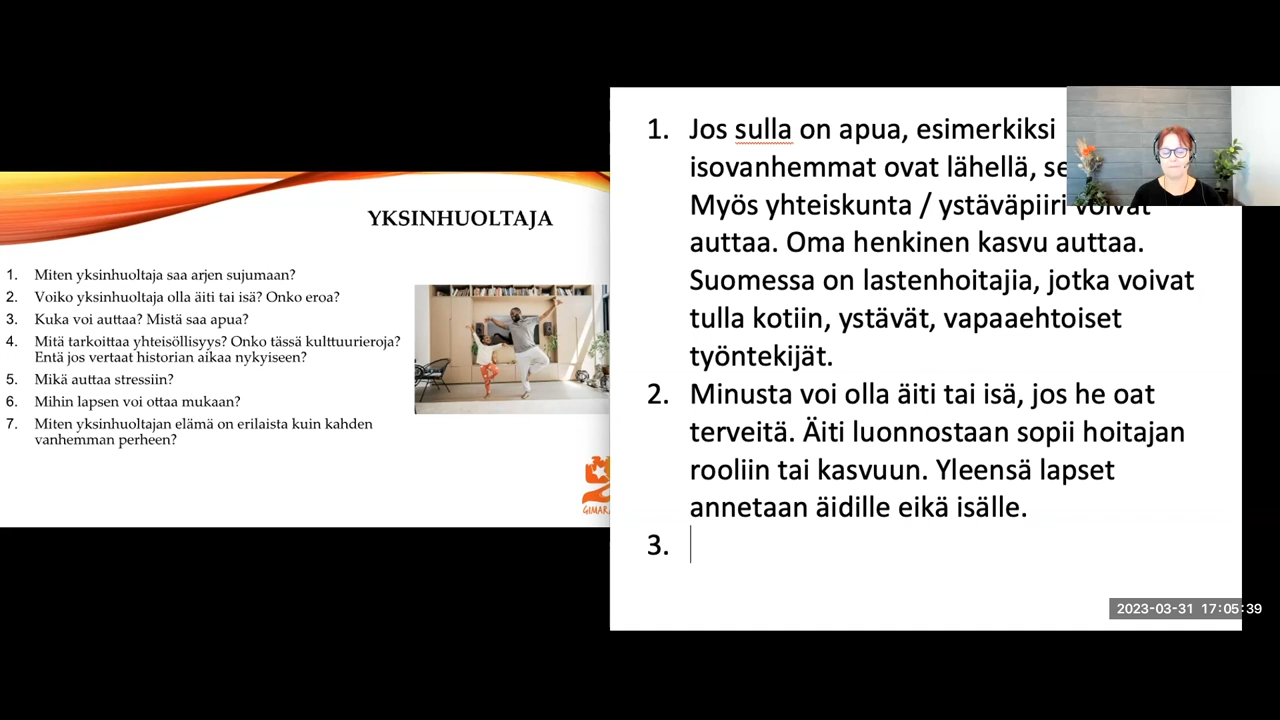 YKSINHUOLTAJA
1. Miten yksinhuoltaja saa arjen sujumaan?
2. Voiko yksinhuoltaja olla äiti tai isä? Onko eroa?
3. Kuka voi auttaa? Mistä saa apua?
4. Mitä tarkoittaa yhteisöllisyys? Onko tässä kulttuurieroja?
Entä jos vertaat historian aikaa nykyiseen?
5. Mikä auttaa stressiin?
6. Mihin lapsen voi ottaa mukaan?
7. Miten yksinhuoltajan elämä on erilaista kuin kahden
vanhemman perheen?
1. Jos sulla on apua, esimerkiksi
isovanhemmat ovat lähellä,
Myös yhteiskunta / ystäväpiiri voivat
auttaa. Oma henkinen kasvu auttaa.
Suomessa on lastenhoitajia, jotka voivat
tulla kotiin, ystävät, vapaaehtoiset
työntekijät.
2. Minusta voi olla äiti tai isä, jos he oat
terveitä. Äiti luonnostaan sopii hoitajan
rooliin tai kasvuun. Yleensä lapset
annetaan äidille eikä isälle.
3.
2023-03-31 17:05:39